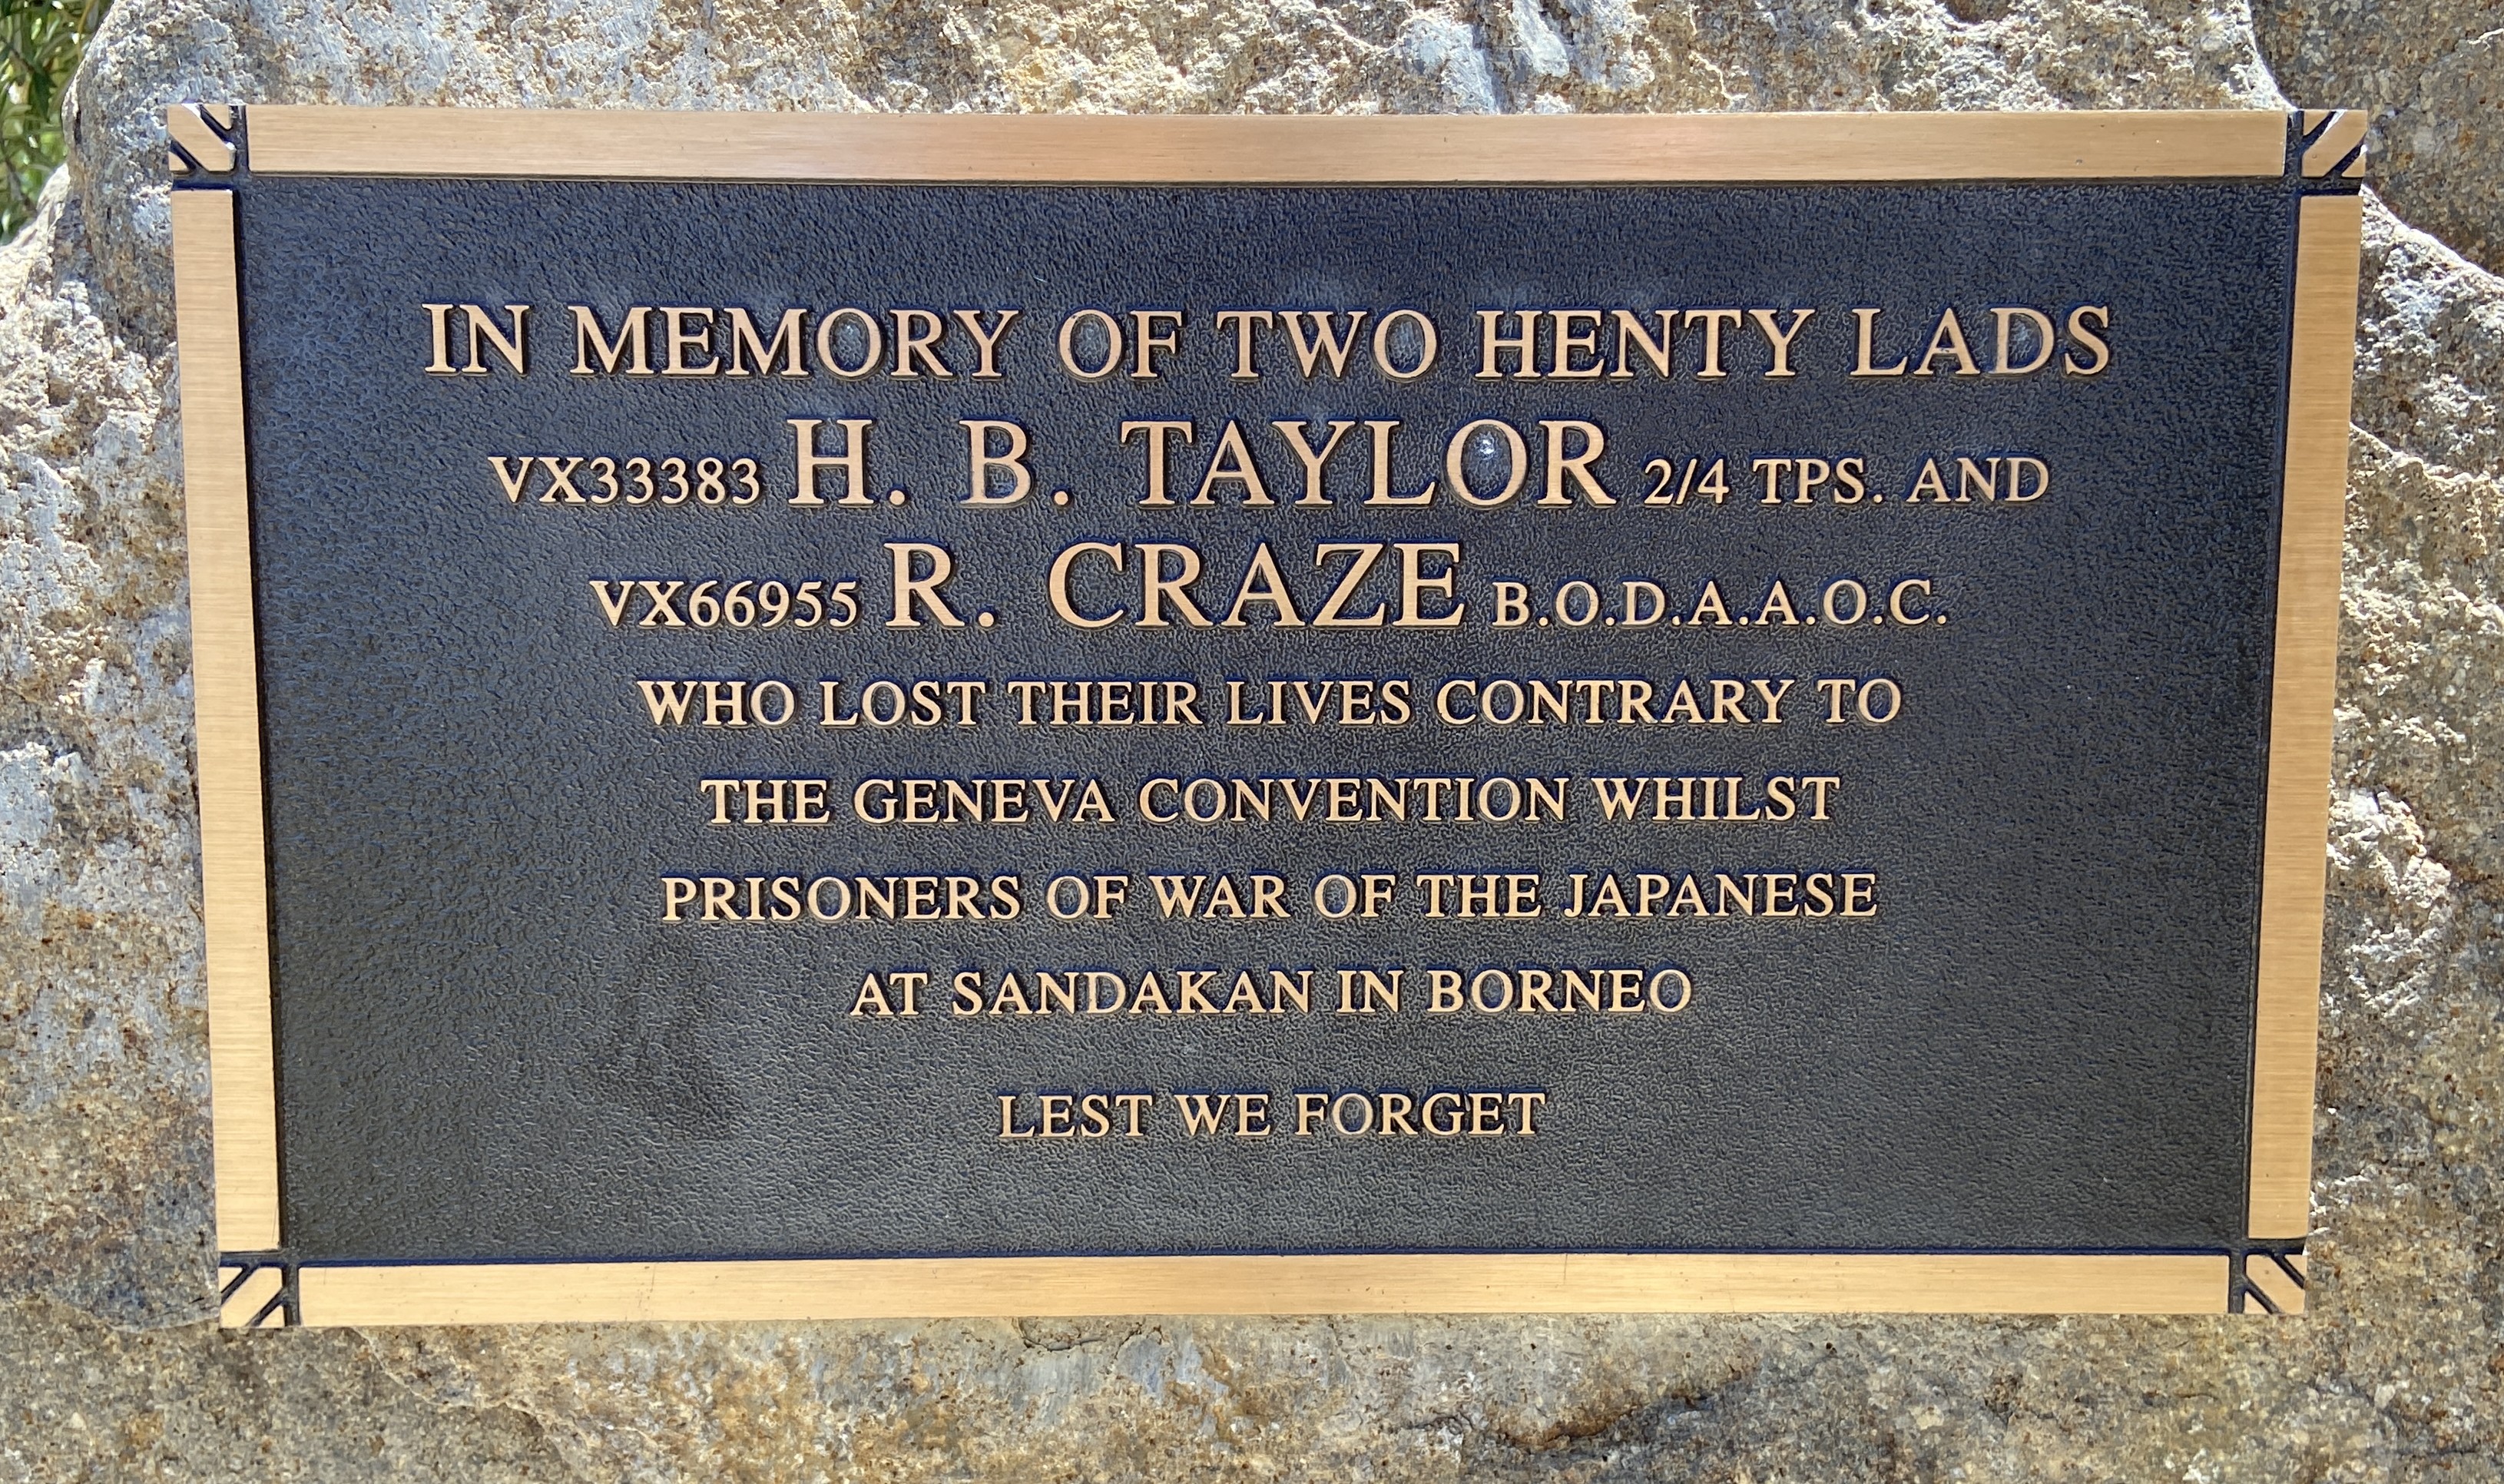 IN MEMORY OF TWO HENTY LADS
VX33383 H. B. TAYLOR 2/4 TPS. AND
VX66955 R. CRAZE B.O.D.A.A.O.C.
WHO LOST THEIR LIVES CONTRARY TO
THE GENEVA CONVENTION WHILST
PRISONERS OF WAR OF THE JAPANESE
AT SANDAKAN IN BORNEO
LEST WE FORGET